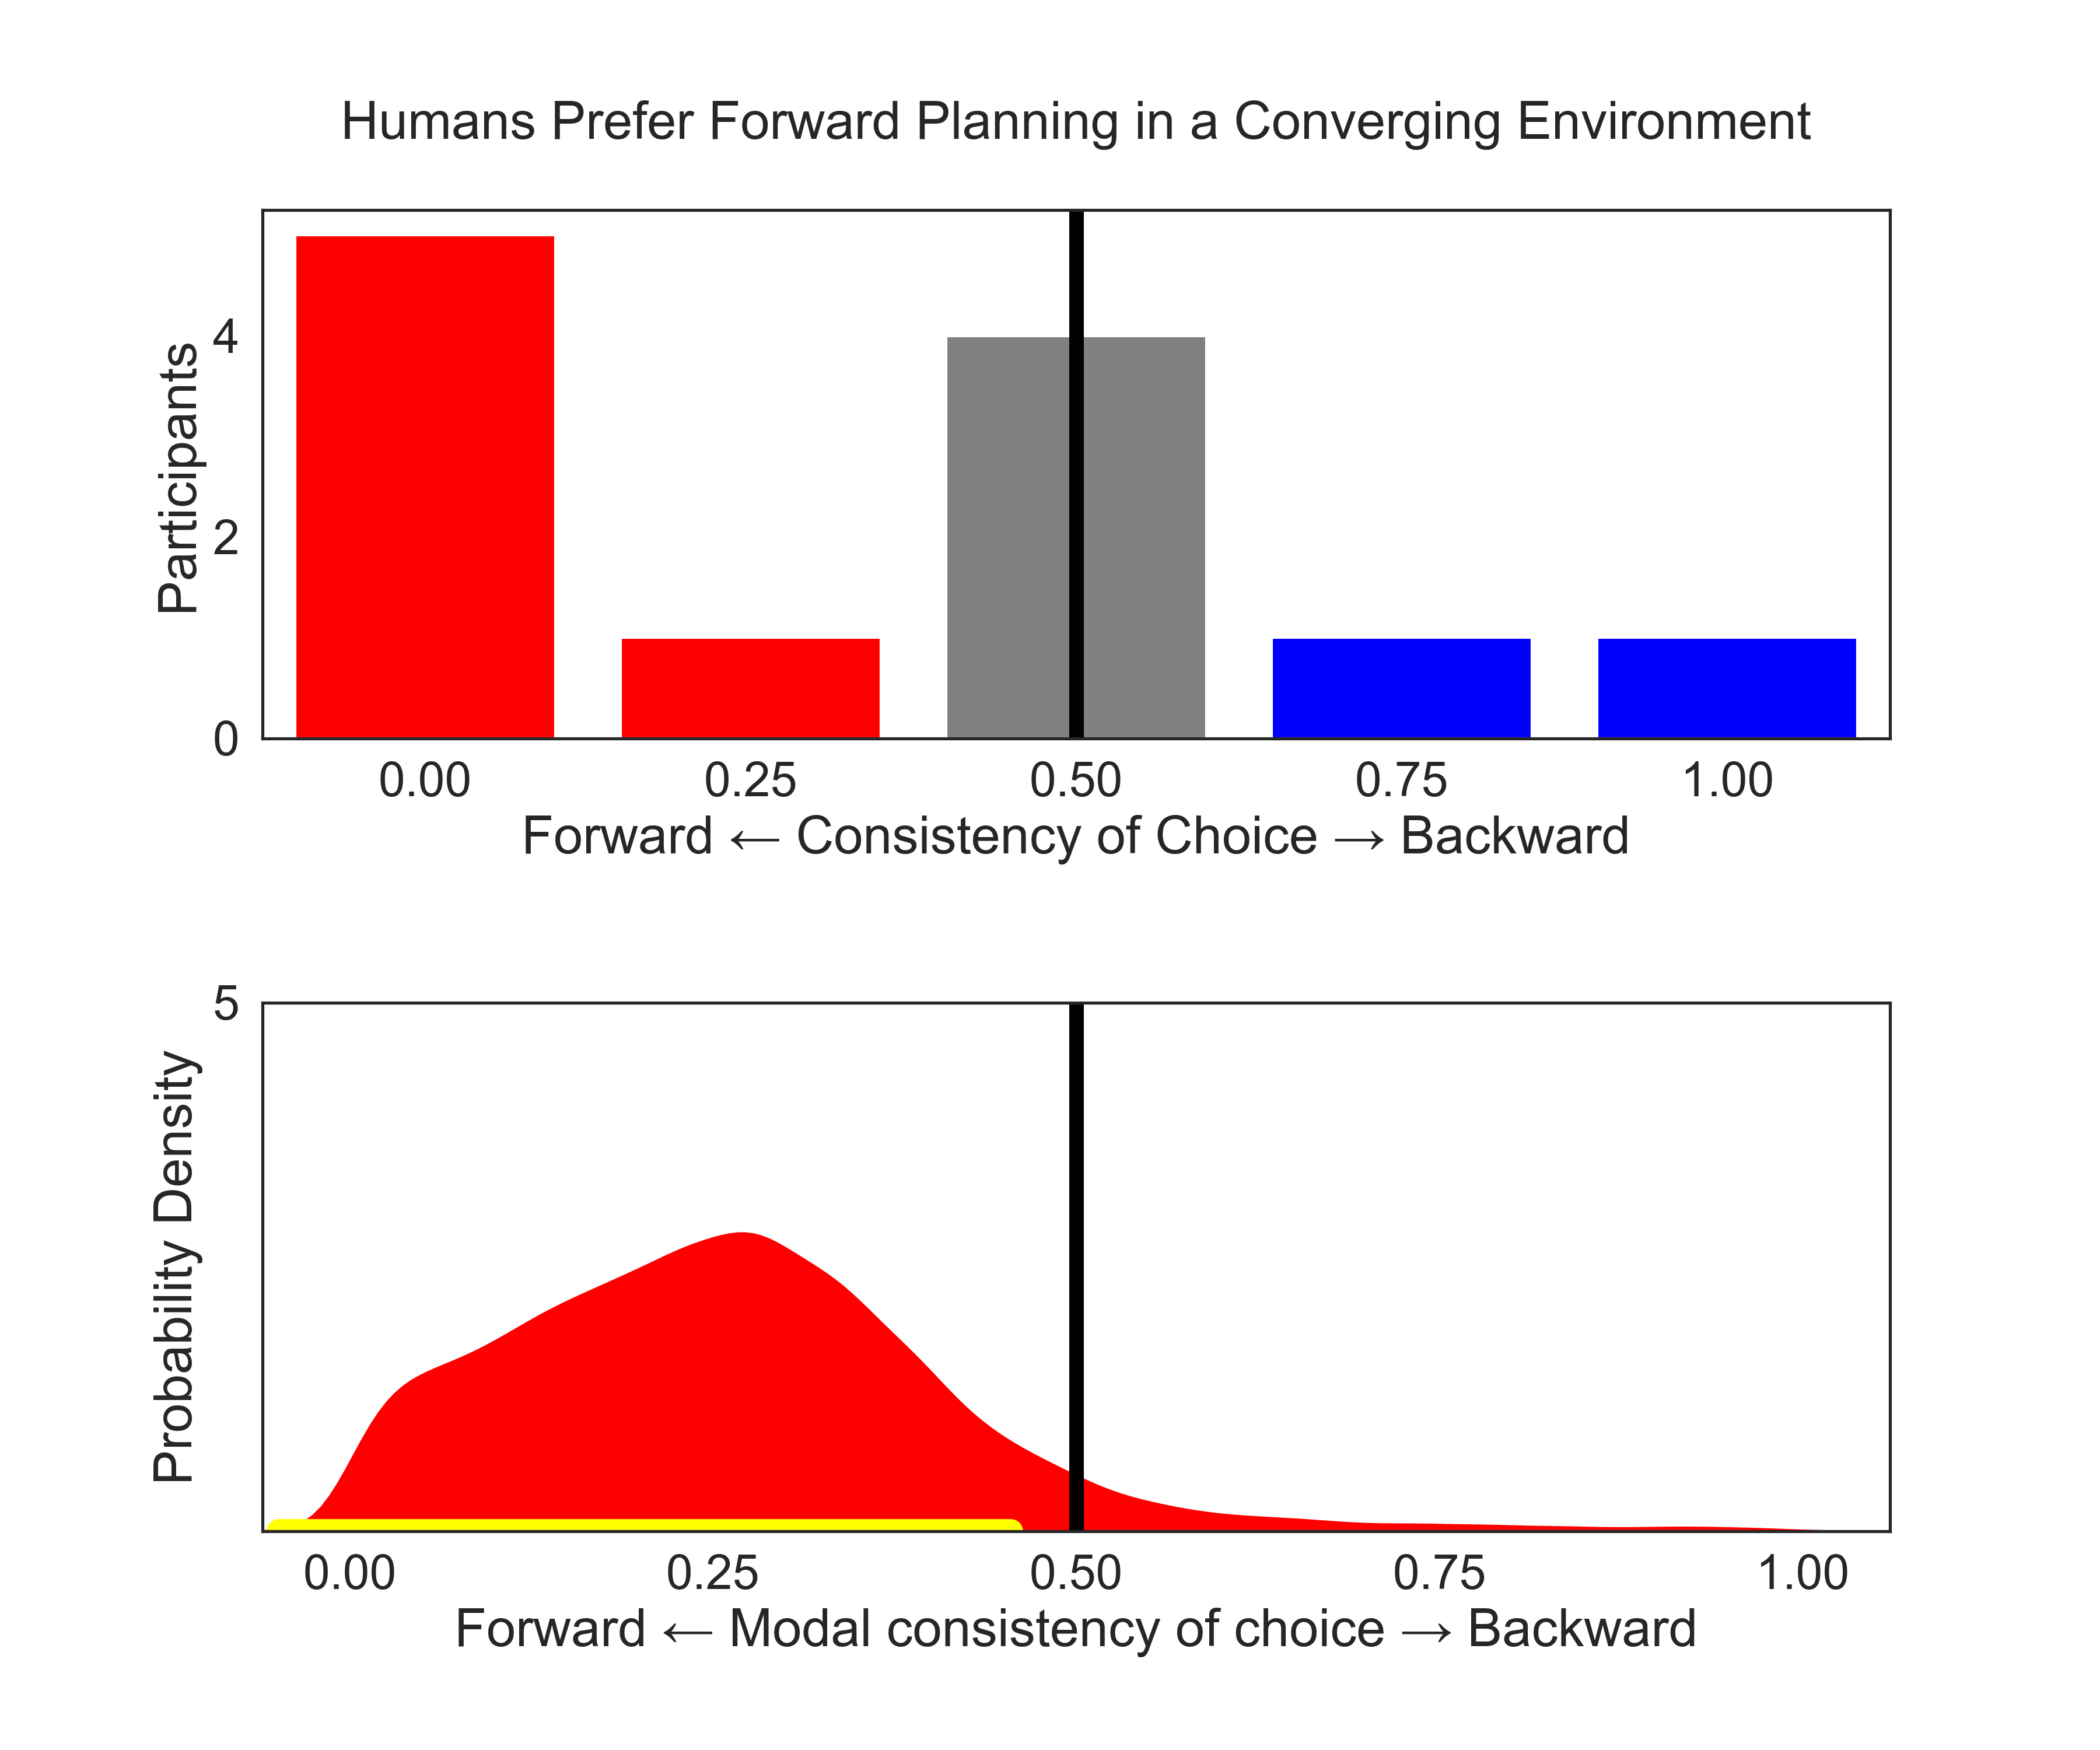 Humans Prefer Forward Planning in a Converging Environment
Participants
4
2
0
0.00 0.25 0.50 0.75 1.00
Forward ← Consistency of Choice → Backward
Probability Density
5
0.00 0.25 0.50 0.75 1.00
Forward ← Modal consistency of choice → Backward